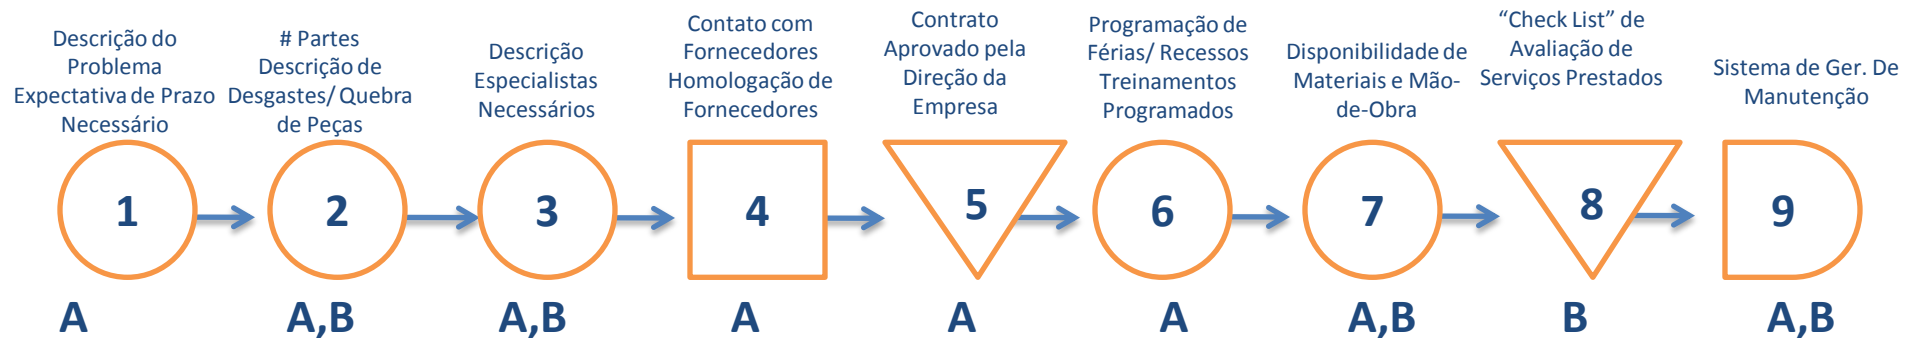 Descrição do
Problema
Expectativa de Prazo
Necessário
# Partes
Descrição de
Desgastes/ Quebra
de Peças
Descrição
Especialistas
Necessários
Contato com
Fornecedores
Homologação de
Fornecedores
Contrato
Aprovado pela
Direção da
Empresa
Programação de
Férias/ Recessos
Treinamentos
Programados
Disponibilidade de
Materiais e Mão-
de-Obra
“Check List” de
Avaliação de
Serviços Prestados
Sistema de Ger. De
Manutenção
1
2
3
4
5
6
7
8
9
A
A,B
A,B
A
A
A
A,B
B
A,B